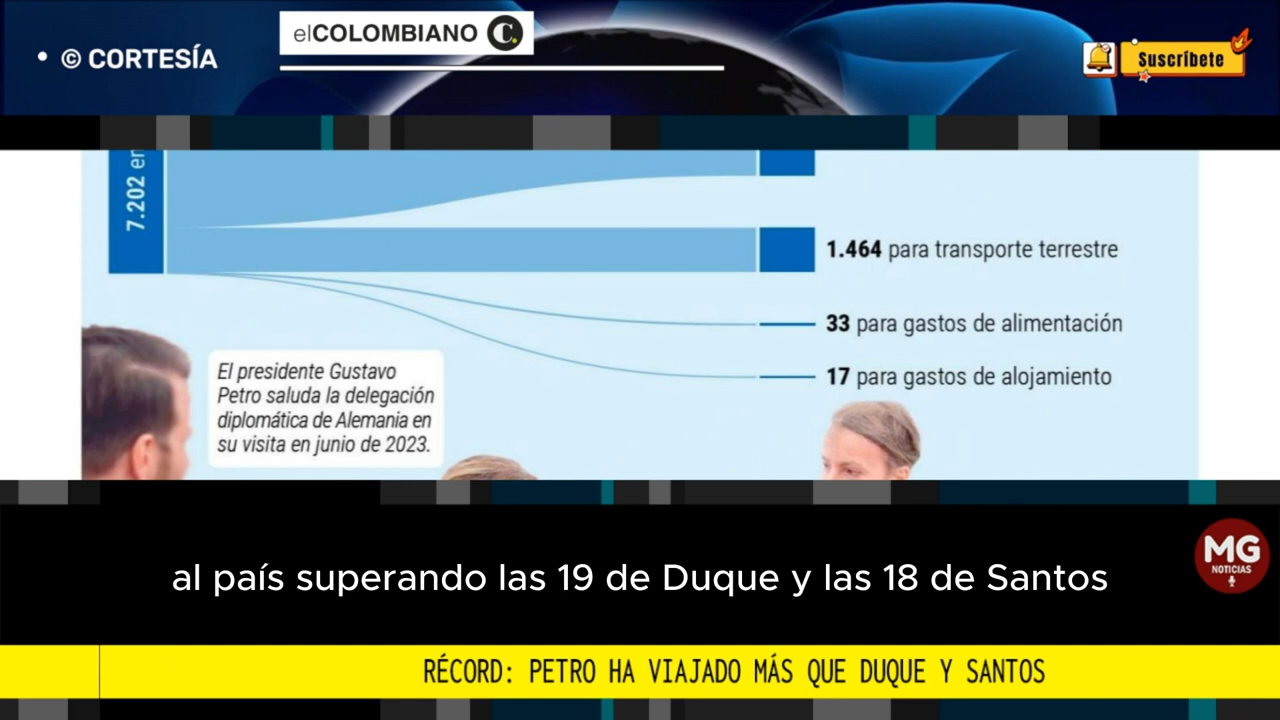 • © CORTESÍA
elCOLOMBIANO C.
Suscríbete
7.202 en
1.464 para transporte terrestre
33 para gastos de alimentación
17 para gastos de alojamiento
El presidente Gustavo
Petro saluda la delegación
diplomática de Alemania en
su visita en junio de 2023.
MG
NOTICIAS
al país superando las 19 de Duque y las 18 de Santos
RÉCORD: PETRO HA VIAJADO MÁS QUE DUQUE Y SANTOS